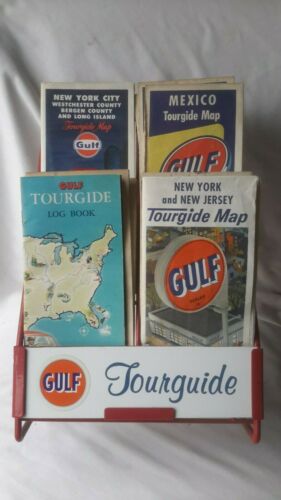 NEW YORK CITY
WESTCHESTER COUNTY
BERGEN COUNTY
AND LONG ISLAND
Tourgide Map
Gulf
MEXICO
Tourgide Map
GULF
GULF
TOURGIDE
LOG BOOK
NEW YORK
and NEW JERSEY
Tourgide Map
GULF
GULF
Tourguide